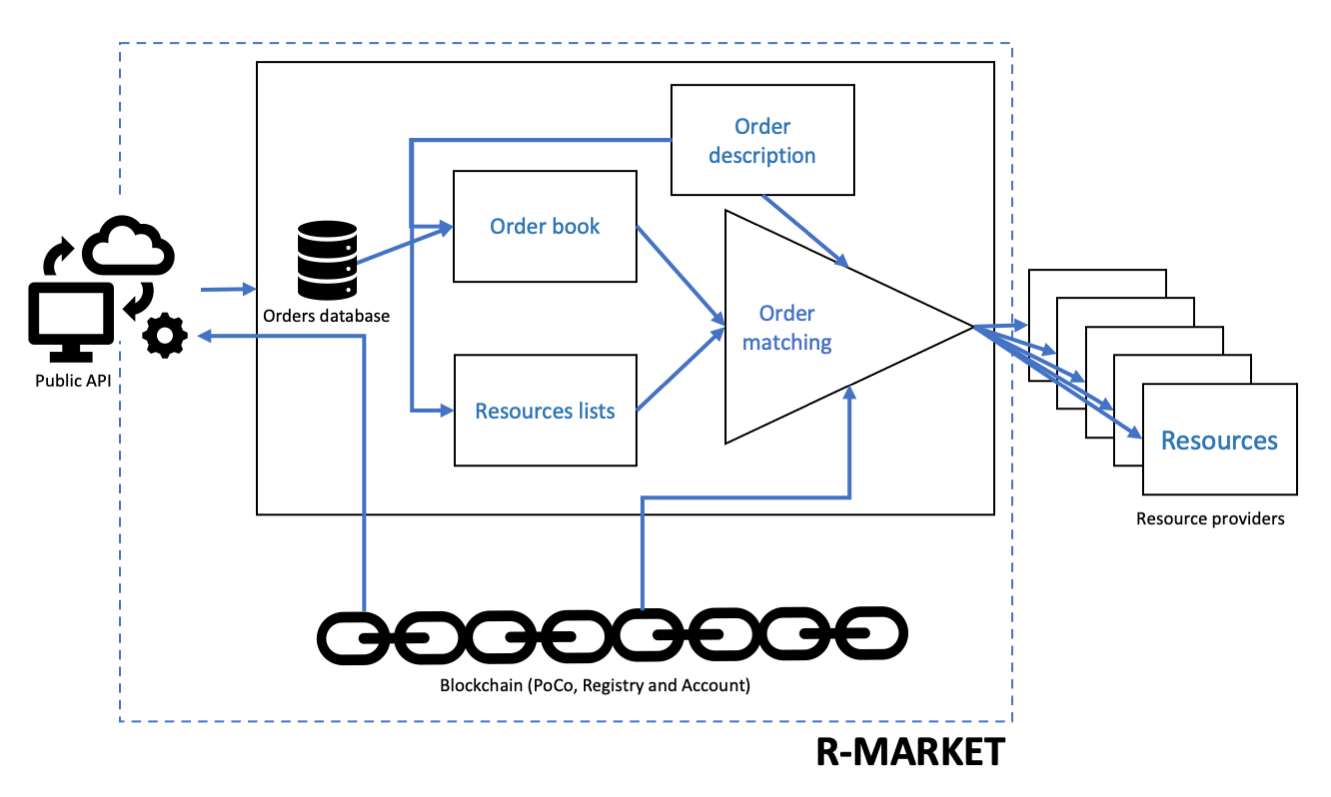 Order
description
Order book
Orders database
Order
matching
Public API
Resources lists
Resources
Resource providers
Blockchain (PoCo, Registry and Account)
R-MARKET